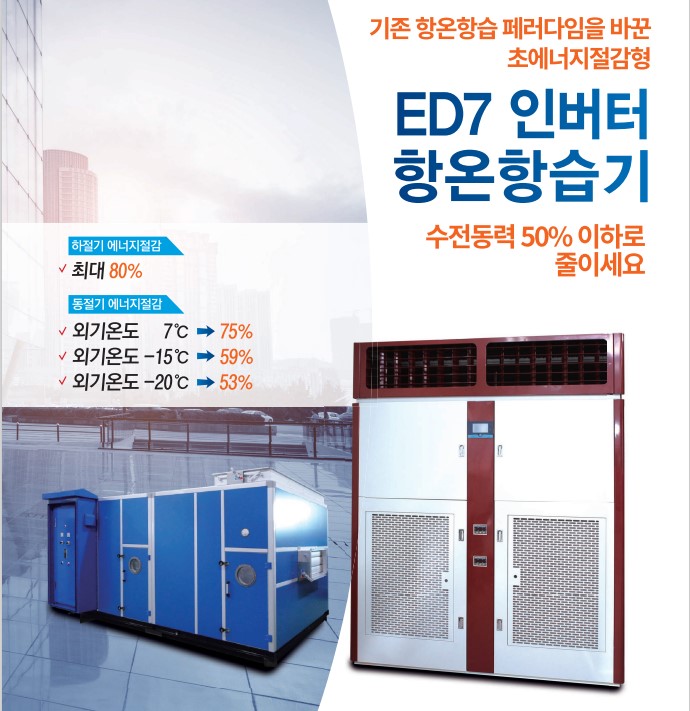 기존 항온항습 페러다임을 바꾼
초에너지절감형
ED7 인버터
항온항습기
수전동력 50% 이하로
줄이세요
하절기 에너지절감
✓ 최대 80%
동절기 에너지절감
✓ 외기온도 7℃ ➡ 75%
✓ 외기온도 -15℃ ➡ 59%
✓ 외기온도 -20℃ ➡ 53%